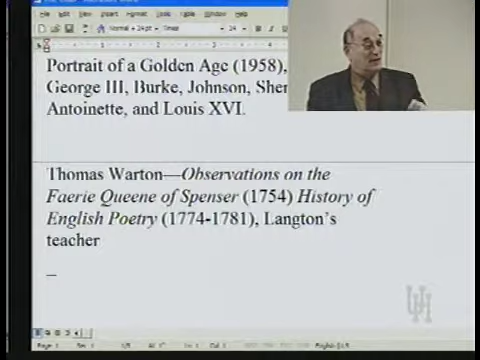 Portrait of a Golden Age (1958),
George III, Burke, Johnson, Sher
Antoinette, and Louis XVI.
Thomas Warton—Observations on the
Faerie Queene of Spenser (1754) History of
English Poetry (1774-1781), Langton's
teacher
UH